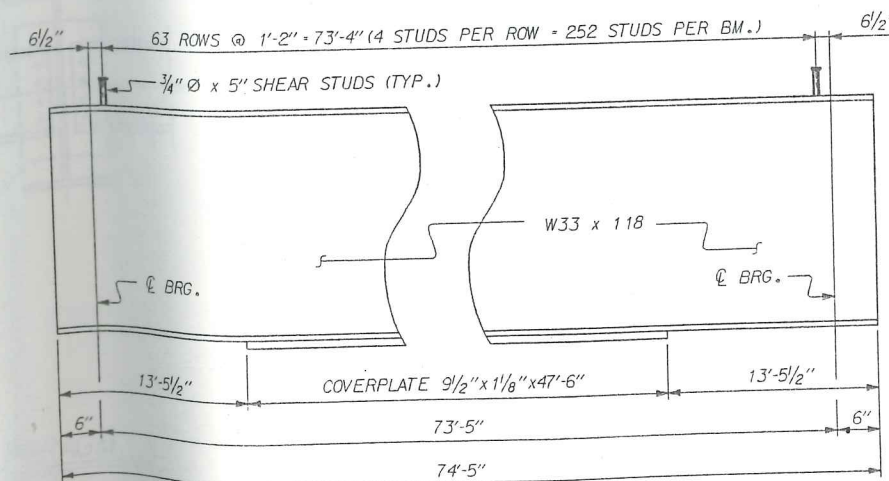 6½" 63 ROWS @ 1'-2" = 73'-4" (4 STUDS PER ROW = 252 STUDS PER BM.) 6½"
¾" Ø x 5" SHEAR STUDS (TYP.)
W33 x 118
℄ BRG. ℄ BRG.
13'-5½" COVERPLATE 9½" x 1⅛" x 47'-6" 13'-5½"
6" 73'-5" 6"
74'-5"